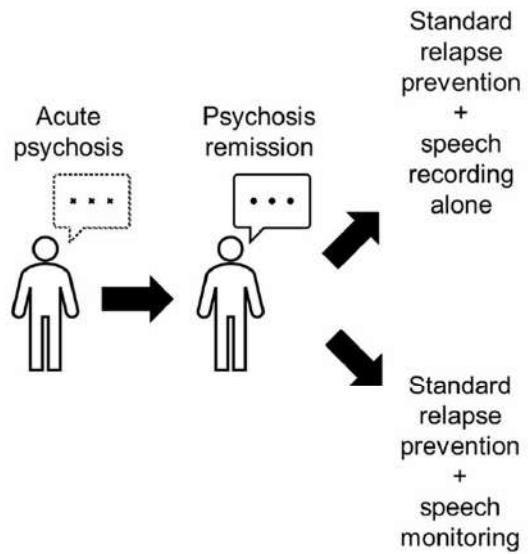 Acute
psychosis
Psychosis
remission
Standard
relapse
prevention
+
speech
recording
alone
Standard
relapse
prevention
+
speech
monitoring